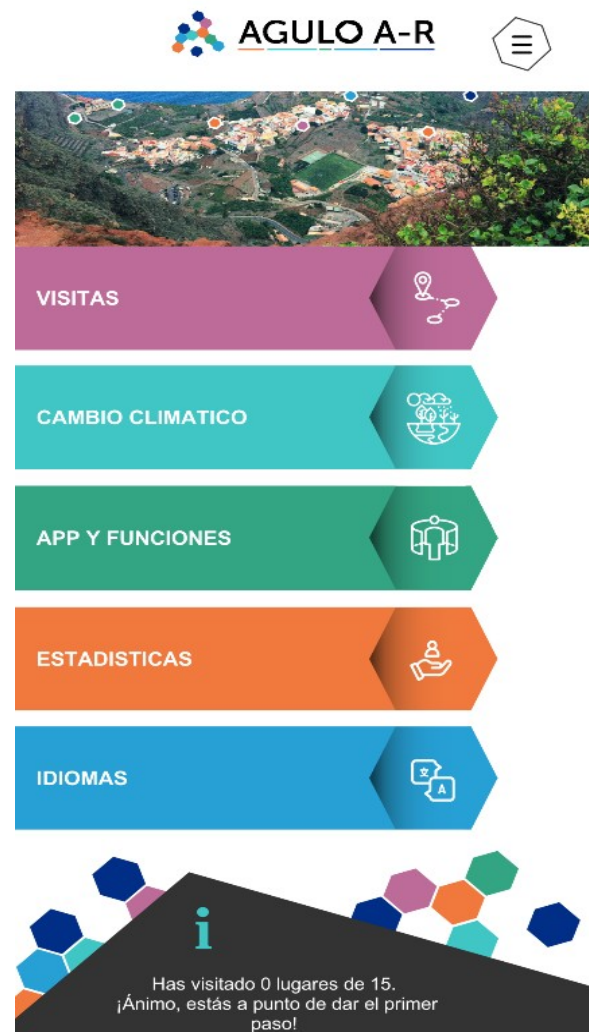 AGULO A-R
VISITAS
CAMBIO CLIMATICO
APP Y FUNCIONES
ESTADISTICAS
IDIOMAS
文
A
i
Has visitado 0 lugares de 15.
¡Ánimo, estás a punto de dar el primer
paso!